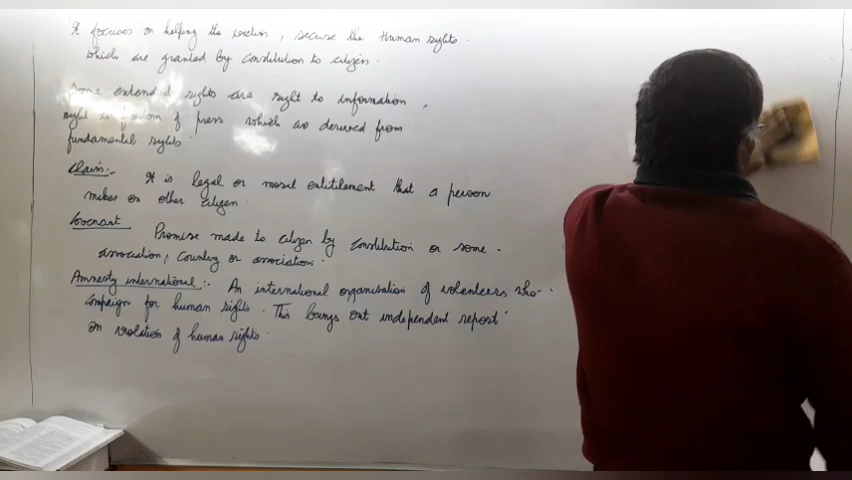 It focuses on helping the victim, secure the Human rights.
which are granted by constitution to citizen.
Some extend rights are right to information,
right to freedom of press which are derived from
fundamental rights.
Claim:- It is legal or moral entitlement that a person
makes on other citizen.
Covenant Promise made to citizen by constitution or some
association, country or association.
Amnesty international:- An international organisation of volenteers who
campaign for human rights. This brings out independent report
on violation of human rights.